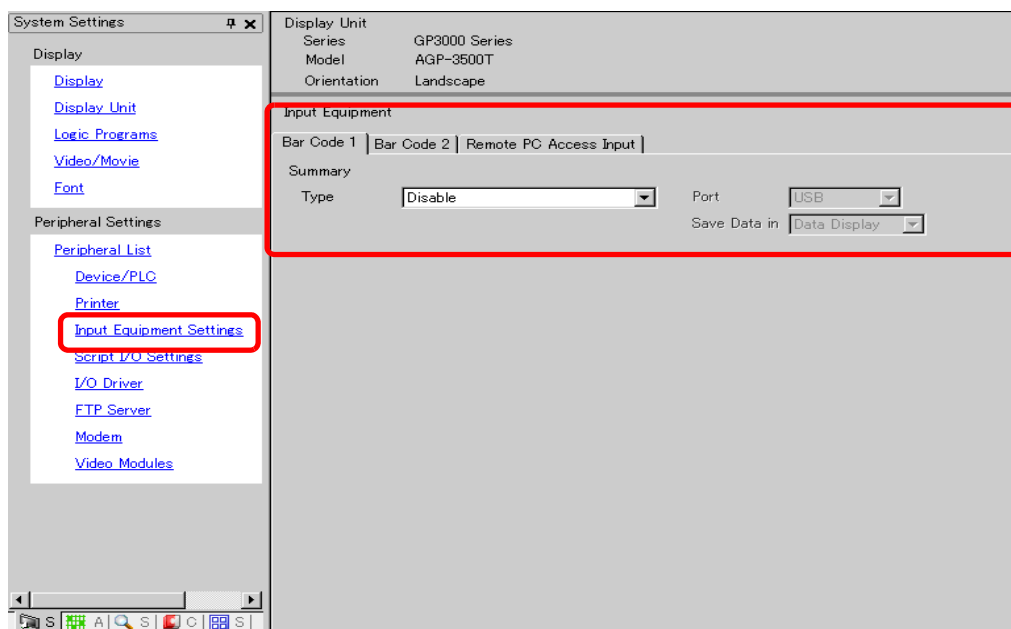 System Settings
Display
Display
Display Unit
Logic Programs
Video/Movie
Font
Peripheral Settings
Peripheral List
Device/PLC
Printer
Input Equipment Settings
Script I/O Settings
I/O Driver
FTP Server
Modem
Video Modules
S A S C S
Display Unit
Series GP3000 Series
Model AGP-3500T
Orientation Landscape
Input Equipment
Bar Code 1 Bar Code 2 Remote PC Access Input
Summary
Type Disable Port USB
Save Data in Data Display